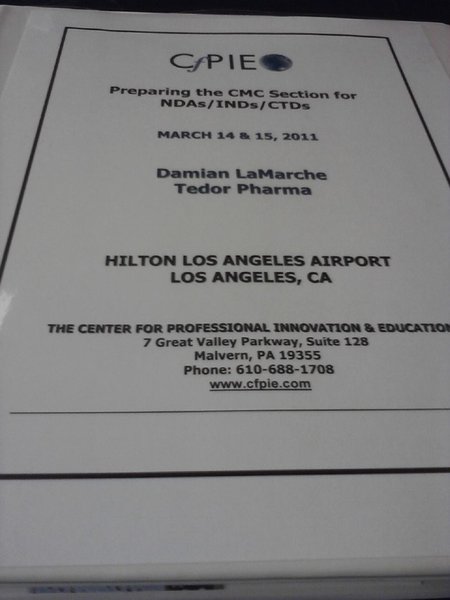 CfPIE
Preparing the CMC Section for
NDAs/INDs/CTDs
MARCH 14 & 15, 2011
Damian LaMarche
Tedor Pharma
HILTON LOS ANGELES AIRPORT
LOS ANGELES, CA
THE CENTER FOR PROFESSIONAL INNOVATION & EDUCATION
7 Great Valley Parkway, Suite 128
Malvern, PA 19355
Phone: 610-688-1708
www.cfpie.com